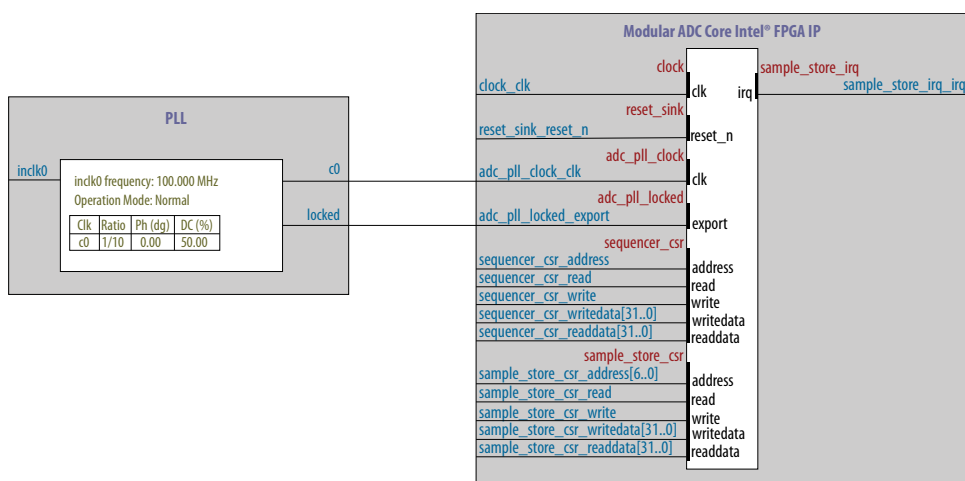 Modular ADC Core Intel® FPGA IP
clock
sample_store_irq
clock_clk
clk
irq
sample_store_irq_irq
reset_sink
reset_sink_reset_n
reset_n
adc_pll_clock
adc_pll_clock_clk
clk
adc_pll_locked
adc_pll_locked_export
export
sequencer_csr
sequencer_csr_address
address
sequencer_csr_read
read
sequencer_csr_write
write
sequencer_csr_writedata[31..0]
writedata
sequencer_csr_readdata[31..0]
readdata
sample_store_csr
sample_store_csr_address[6..0]
address
sample_store_csr_read
read
sample_store_csr_write
write
sample_store_csr_writedata[31..0]
writedata
sample_store_csr_readdata[31..0]
readdata
PLL
inclk0
c0
locked
inclk0 frequency: 100.000 MHz
Operation Mode: Normal
Clk Ratio Ph (dg) DC (%)
c0 1/10 0.00 50.00